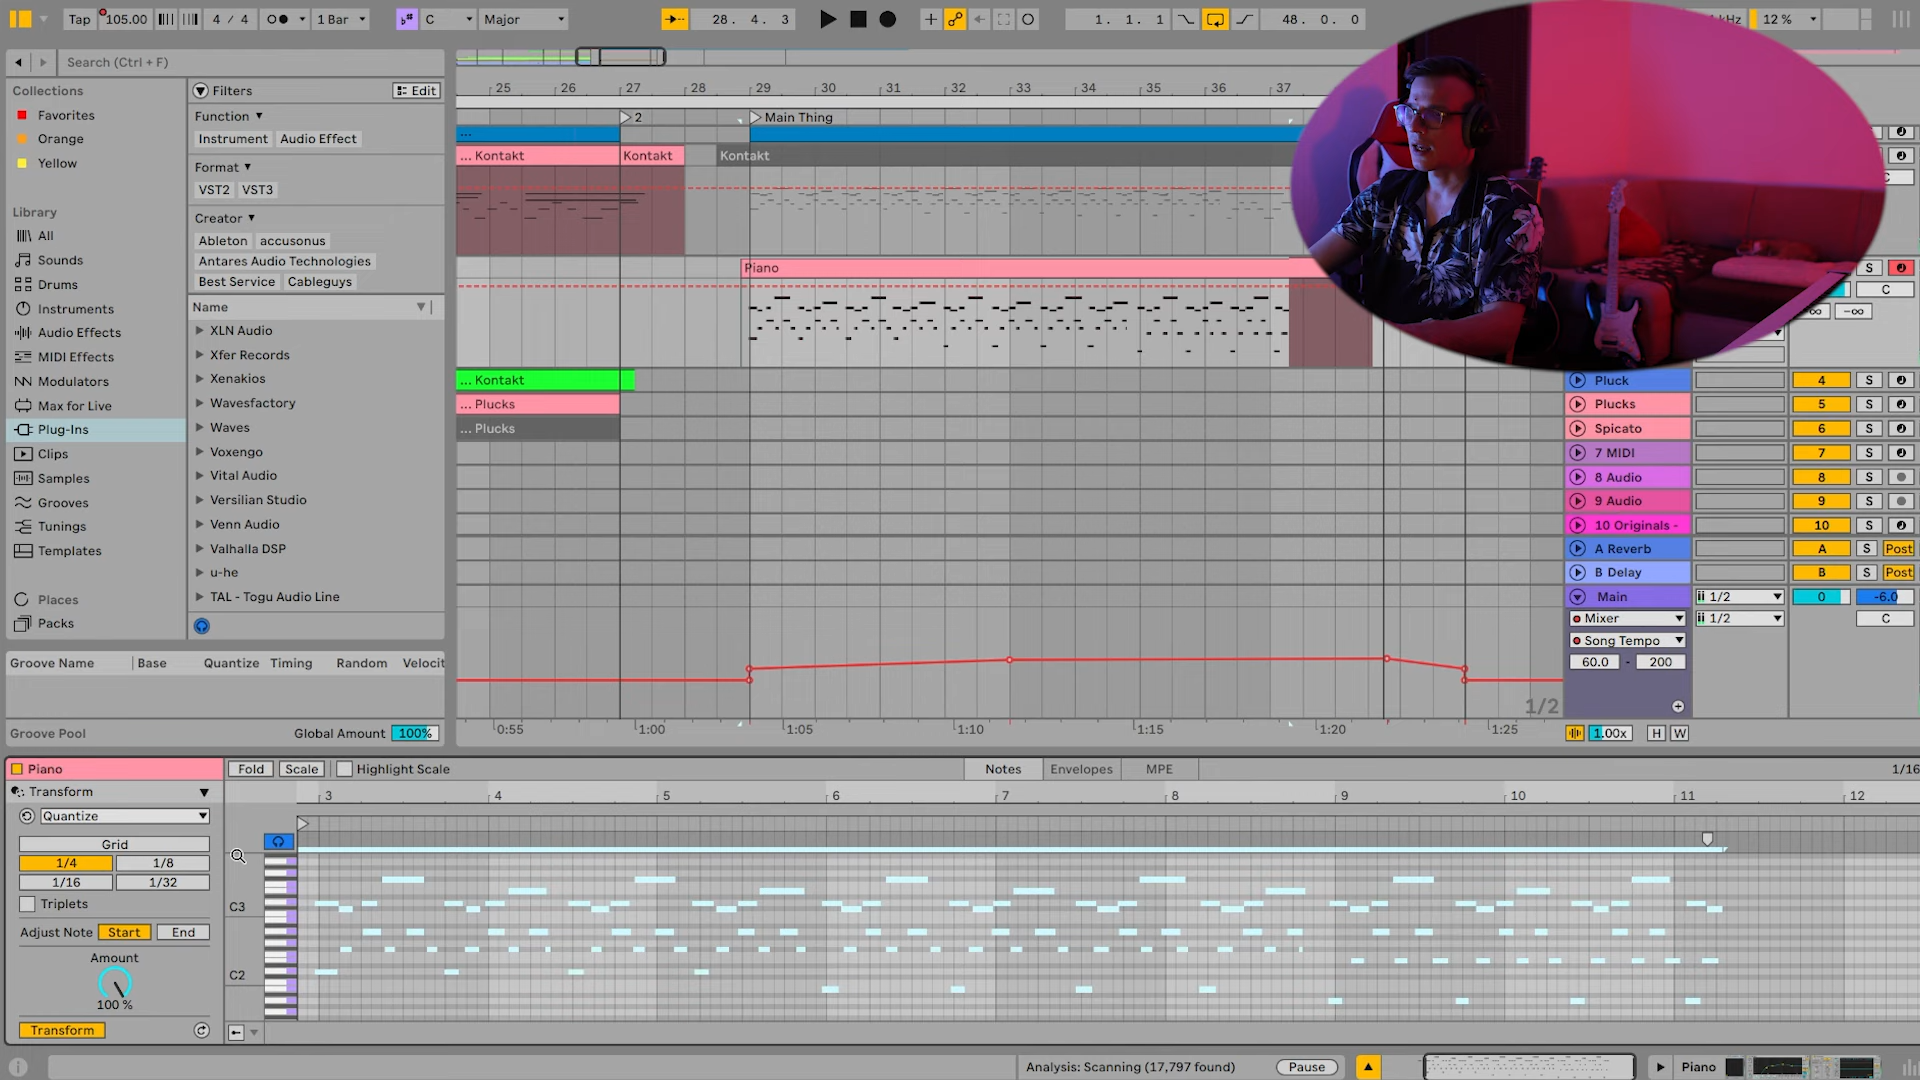 Tap 105.00 4 / 4 1 Bar C Major 28. 4. 3 1. 1. 1 48. 0. 0 kHz 12 %
Search (Ctrl + F)
Collections
Favorites
Orange
Yellow
Library
All
Sounds
Drums
Instruments
Audio Effects
MIDI Effects
Modulators
Max for Live
Plug-Ins
Clips
Samples
Grooves
Tunings
Templates
Places
Packs
Filters Edit
Function
Instrument Audio Effect
Format
VST2 VST3
Creator
Ableton accusonus
Antares Audio Technologies
Best Service Cableguys
Name
XLN Audio
Xfer Records
Xenakios
Wavesfactory
Waves
Voxengo
Vital Audio
Versilian Studio
Venn Audio
Valhalla DSP
u-he
TAL - Togu Audio Line
Groove Name Base Quantize Timing Random Velocit
Groove Pool Global Amount 100%
25 26 27 28 29 30 31 32 33 34 35 36 37
2 Main Thing
...
... Kontakt Kontakt Kontakt
Piano
... Kontakt
... Plucks
... Plucks
S
C
-∞
Pluck 4 S
Plucks 5 S
Spicato 6 S
7 MIDI 7 S
8 Audio 8 S
9 Audio 9 S
10 Originals - 10 S
A Reverb A S Post
B Delay B S Post
Main 1/2 0 -6.0
Mixer 1/2 C
Song Tempo
60.0 - 200
1/2
0:55 1:00 1:05 1:10 1:15 1:20 1:25
1.00x H W
Piano
Transform
Quantize
Grid
1/4 1/8
1/16 1/32
Triplets
Adjust Note Start End
Amount
100 %
Transform
Fold Scale Highlight Scale Notes Envelopes MPE 1/16
3 4 5 6 7 8 9 10 11 12
C3
C2
Analysis: Scanning (17,797 found) Pause Piano